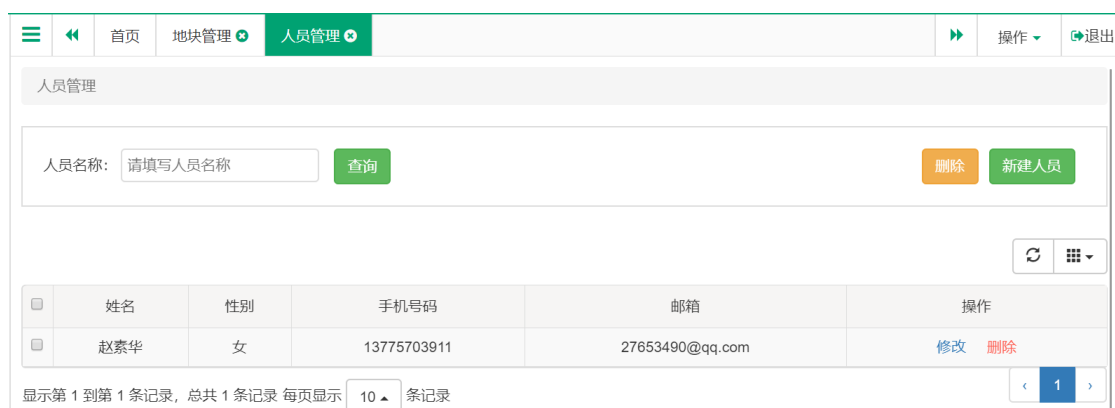 首页 地块管理 人员管理 操作 退出
人员管理
人员名称： 请填写人员名称 查询 删除 新建人员
姓名 性别 手机号码 邮箱 操作
赵素华 女 13775703911 27653490@qq.com 修改 删除
显示第 1 到第 1 条记录，总共 1 条记录 每页显示 10 条记录 ‹ 1 ›